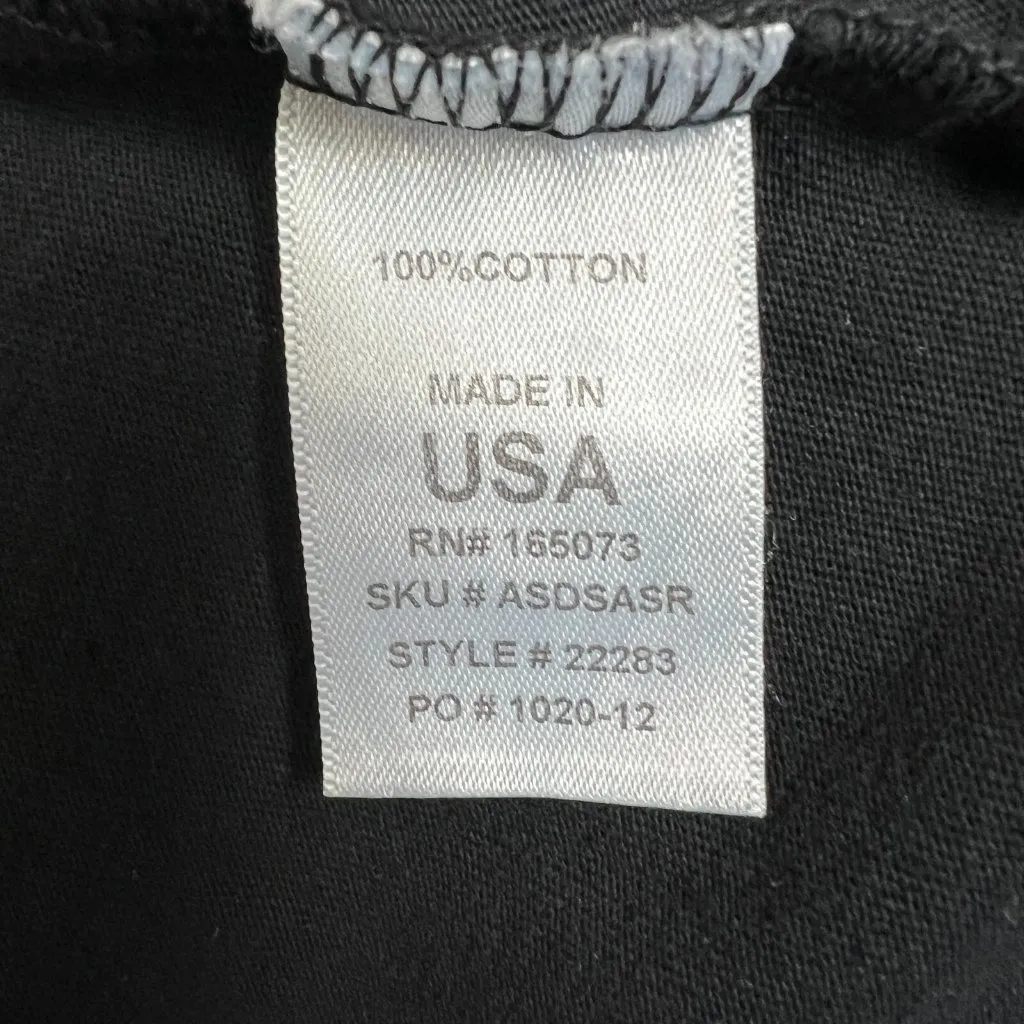 100%COTTON
MADE IN
USA
RN# 165073
SKU # ASDSASR
STYLE # 22283
PO # 1020-12